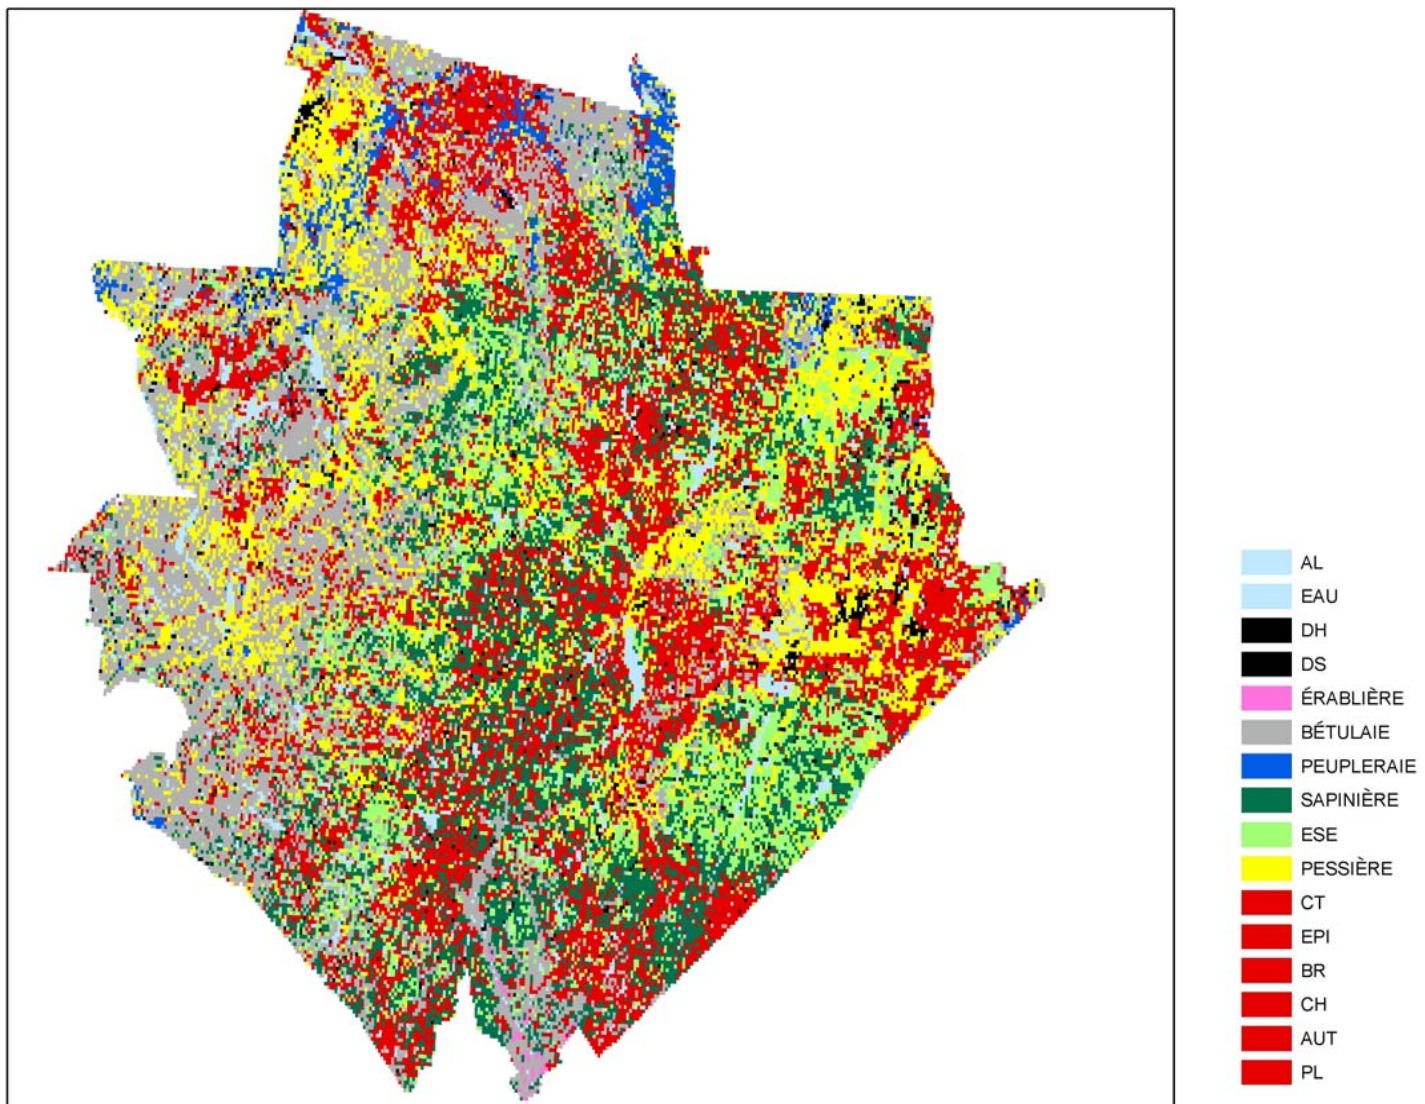 AL
EAU
DH
DS
ÉRABLIÈRE
BÉTULAIE
PEUPLERAIE
SAPINIÈRE
ESE
PESSIÈRE
CT
EPI
BR
CH
AUT
PL